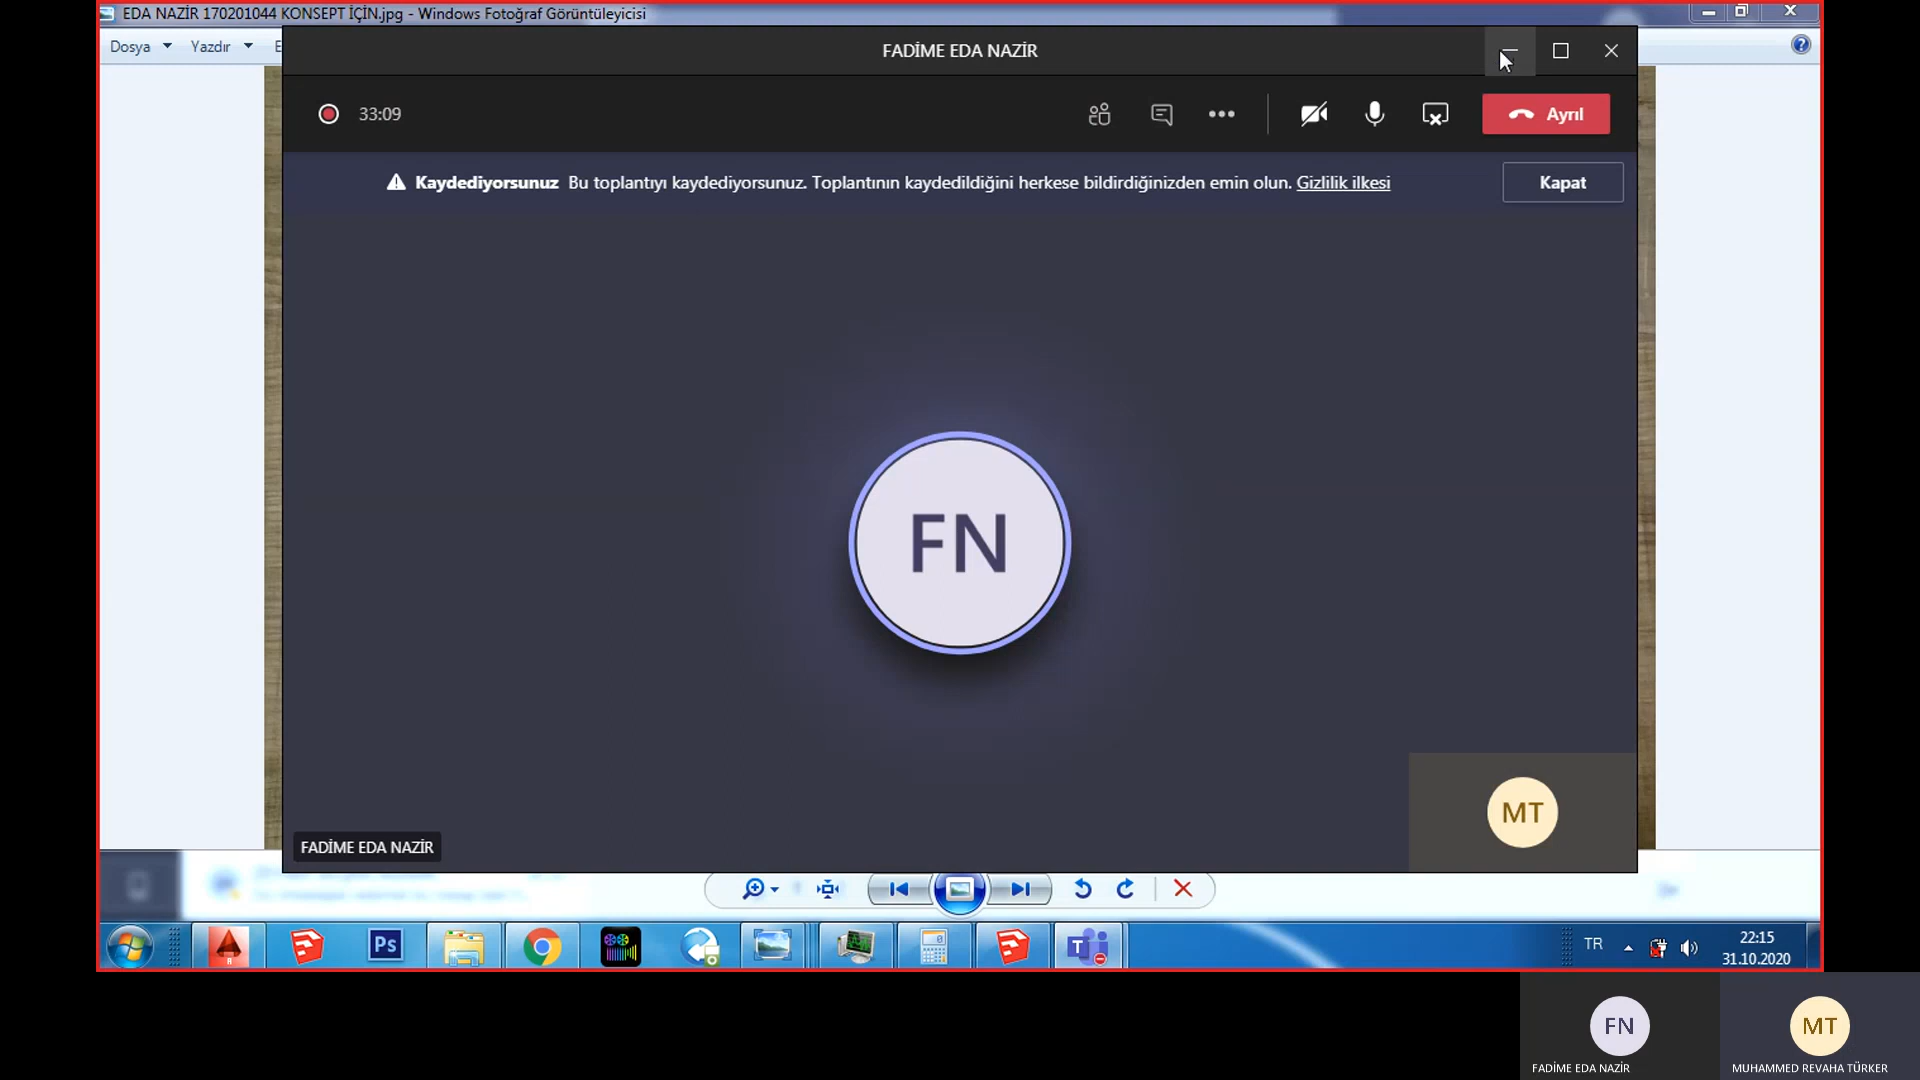 EDA NAZİR 170201044 KONSEPT İÇİN.jpg - Windows Fotoğraf Görüntüleyicisi
Dosya Yazdır E
FADİME EDA NAZİR
33:09
Ayrıl
Kaydediyorsunuz Bu toplantıyı kaydediyorsunuz. Toplantının kaydedildiğini herkese bildirdiğinizden emin olun. Gizlilik ilkesi
Kapat
FN
MT
FADİME EDA NAZİR
Ps
TR
22:15
31.10.2020
FN
MT
FADİME EDA NAZİR
MUHAMMED REVAHA TÜRKER